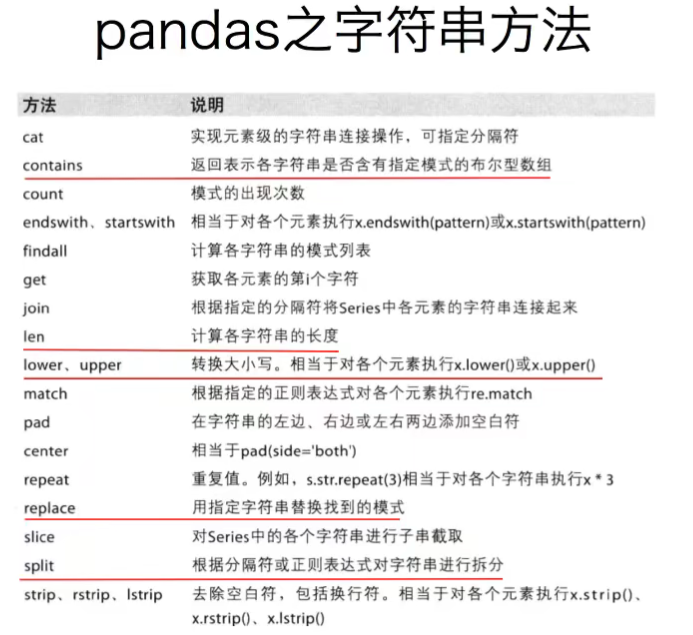 pandas之字符串方法
方法 说明
cat 实现元素级的字符串连接操作，可指定分隔符
contains 返回表示各字符串是否含有指定模式的布尔型数组
count 模式的出现次数
endswith、startswith 相当于对各个元素执行x.endswith(pattern)或x.startswith(pattern)
findall 计算各字符串的模式列表
get 获取各元素的第i个字符
join 根据指定的分隔符将Series中各元素的字符串连接起来
len 计算各字符串的长度
lower、upper 转换大小写。相当于对各个元素执行x.lower()或x.upper()
match 根据指定的正则表达式对各个元素执行re.match
pad 在字符串的左边、右边或左右两边添加空白符
center 相当于pad(side='both')
repeat 重复值。例如，s.str.repeat(3)相当于对各个字符串执行x * 3
replace 用指定字符串替换找到的模式
slice 对Series中的各个字符串进行子串截取
split 根据分隔符或正则表达式对字符串进行拆分
strip、rstrip、lstrip 去除空白符，包括换行符。相当于对各个元素执行x.strip()、
x.rstrip()、x.lstrip()